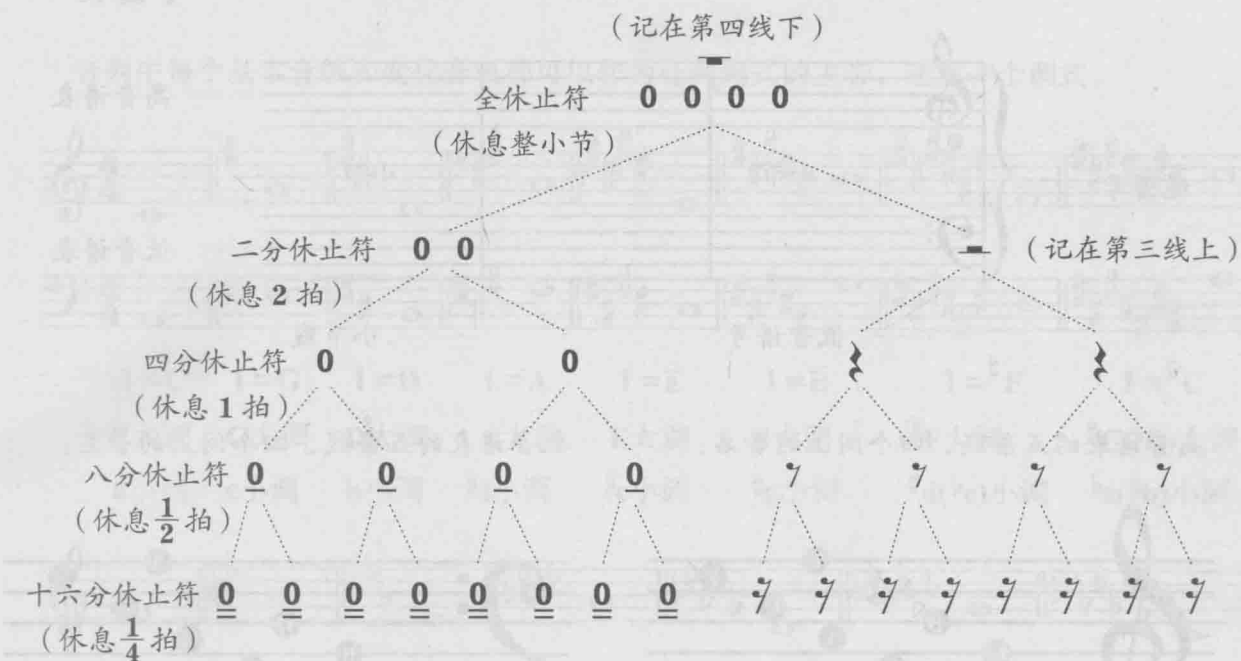 （记在第四线下）
全休止符 0 0 0 0
（休息整小节）
二分休止符 0 0 （记在第三线上）
（休息 2 拍）
四分休止符 0 0
（休息 1 拍）
八分休止符 0 0 0 0
（休息 1/2 拍）
十六分休止符 0 0 0 0 0 0 0 0
（休息 1/4 拍）